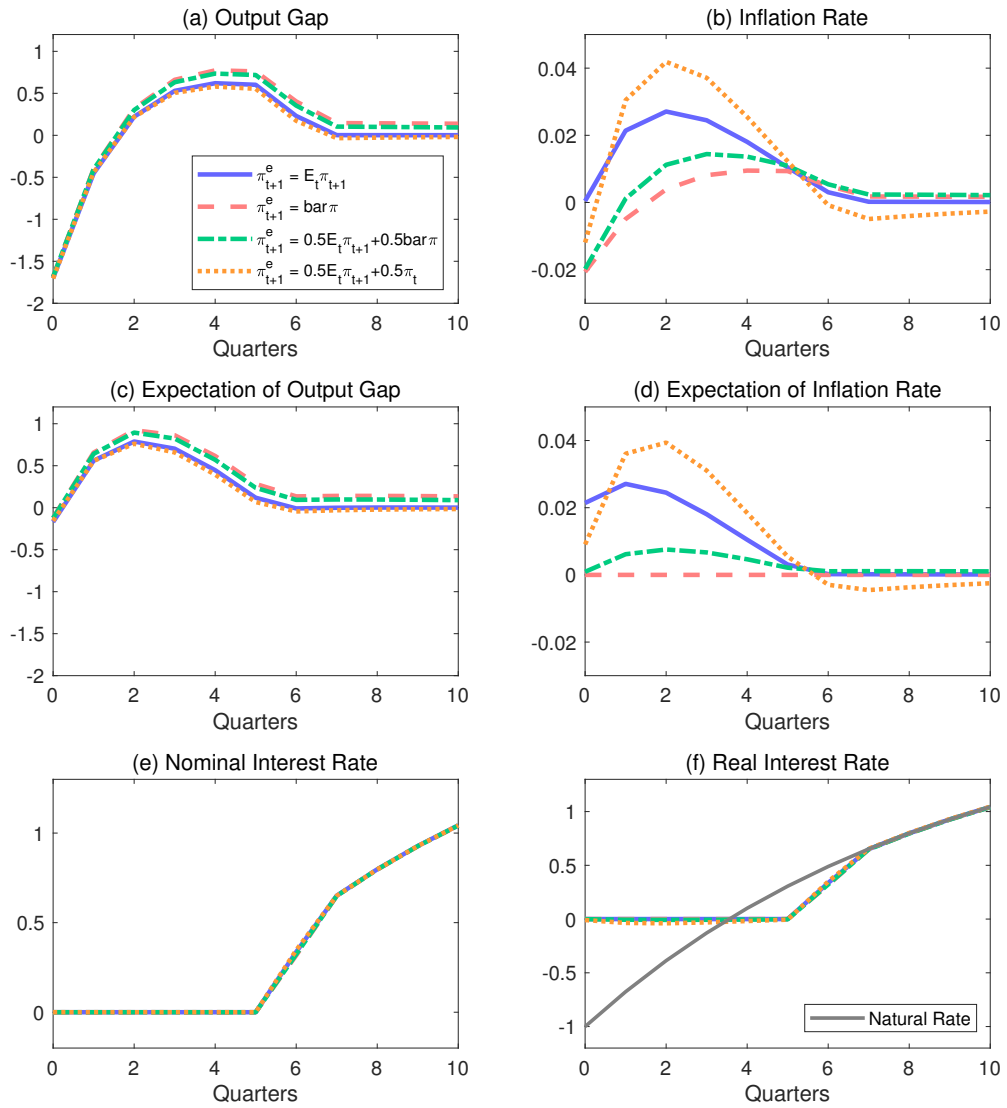 (a) Output Gap
1
0.5
0
-0.5
-1
-1.5
-2
0 2 4 6 8 10
Quarters
π^e_{t+1} = E_tπ_{t+1}
π^e_{t+1} = barπ
π^e_{t+1} = 0.5E_tπ_{t+1}+0.5barπ
π^e_{t+1} = 0.5E_tπ_{t+1}+0.5π_t
(b) Inflation Rate
0.04
0.02
0
-0.02
0 2 4 6 8 10
Quarters
(c) Expectation of Output Gap
1
0.5
0
-0.5
-1
-1.5
-2
0 2 4 6 8 10
Quarters
(d) Expectation of Inflation Rate
0.04
0.02
0
-0.02
0 2 4 6 8 10
Quarters
(e) Nominal Interest Rate
1
0.5
0
0 2 4 6 8 10
Quarters
(f) Real Interest Rate
1
0.5
0
-0.5
-1
Natural Rate
0 2 4 6 8 10
Quarters